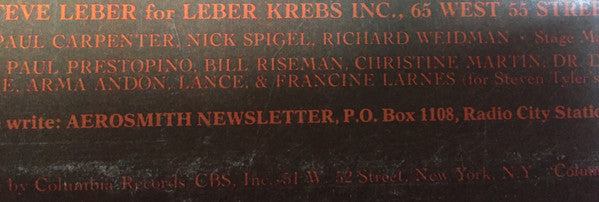 TEVE LEBER for LEBER KREBS INC., 65 WEST 55 STREE
PAUL CARPENTER, NICK SPIGEL, RICHARD WEIDMAN • Stage M
PAUL PRESTOPINO, BILL RISEMAN, CHRISTINE MARTIN, DR. D
E, ARMA ANDON, LANCE, & FRANCINE LARNES (for Steven Tyler's
write: AEROSMITH NEWSLETTER, P.O. Box 1108, Radio City Statio
by Columbia Records CBS, Inc. 51 W. 52 Street, New York, N.Y. "Colum